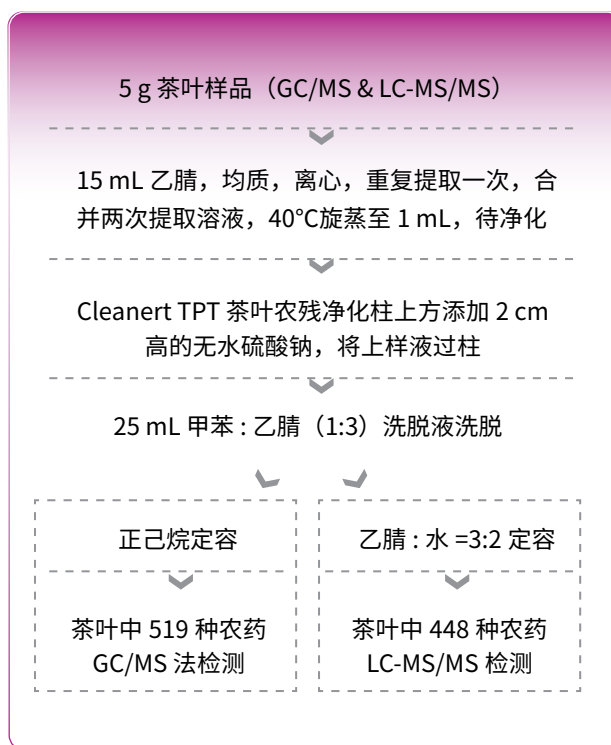 5 g 茶叶样品（GC/MS & LC-MS/MS）
15 mL 乙腈，均质，离心，重复提取一次，合
并两次提取溶液，40℃旋蒸至 1 mL，待净化
Cleanert TPT 茶叶农残净化柱上方添加 2 cm
高的无水硫酸钠，将上样液过柱
25 mL 甲苯 : 乙腈（1:3）洗脱液洗脱
正己烷定容
茶叶中 519 种农药
GC/MS 法检测
乙腈 : 水 =3:2 定容
茶叶中 448 种农药
LC-MS/MS 检测